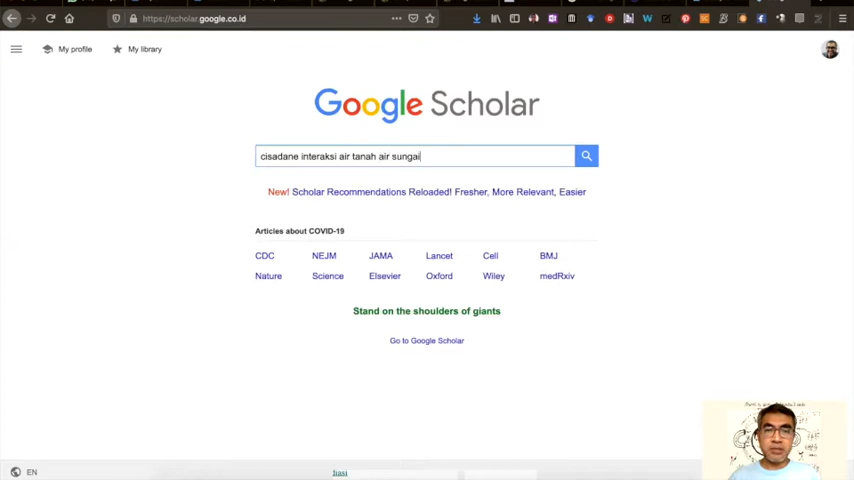 https://scholar.google.co.id
My profile
My library
Google Scholar
cisadane interaksi air tanah air sungai
New! Scholar Recommendations Reloaded! Fresher, More Relevant, Easier
Articles about COVID-19
CDC NEJM JAMA Lancet Cell BMJ
Nature Science Elsevier Oxford Wiley medRxiv
Stand on the shoulders of giants
Go to Google Scholar
EN